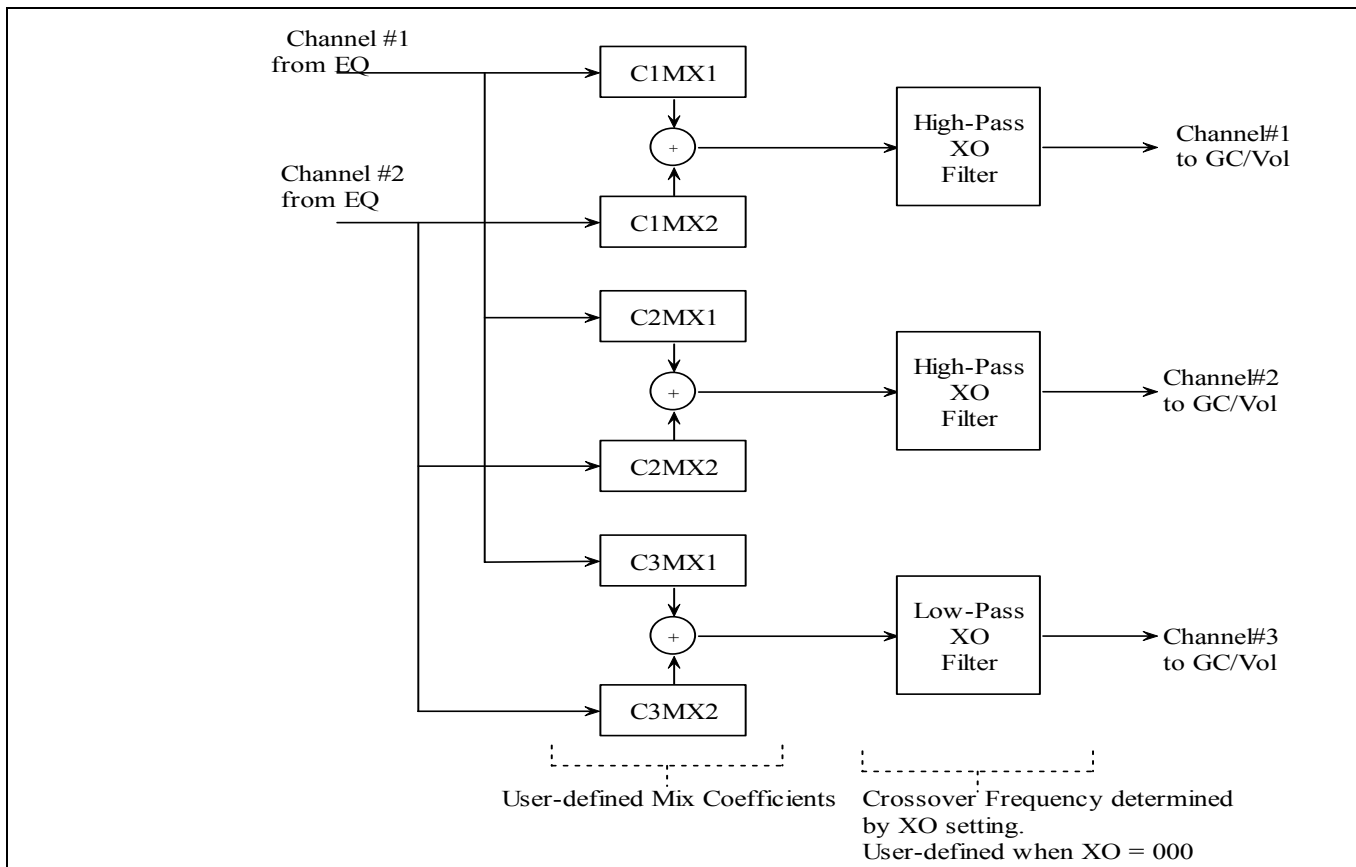 Channel #1
from EQ
C1MX1
+
High-Pass
XO
Filter
Channel#1
to GC/Vol
Channel #2
from EQ
C1MX2
C2MX1
+
High-Pass
XO
Filter
Channel#2
to GC/Vol
C2MX2
C3MX1
+
Low-Pass
XO
Filter
Channel#3
to GC/Vol
C3MX2
User-defined Mix Coefficients
Crossover Frequency determined
by XO setting.
User-defined when XO = 000